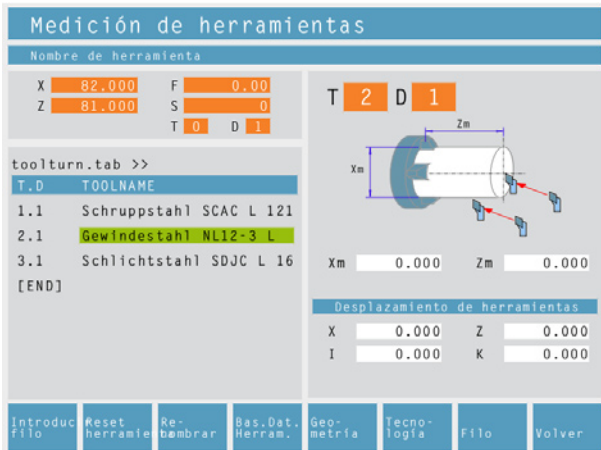 Medición de herramientas
Nombre de herramienta
X 82.000 F 0.00
Z 81.000 S 0
T 0 D 1
toolturn.tab >>
T.D TOOLNAME
1.1 Schruppstahl SCAC L 121
2.1 Gewindestahl NL12-3 L
3.1 Schlichtstahl SDJC L 16
[END]
T 2 D 1
Zm
Xm
Xm 0.000 Zm 0.000
Desplazamiento de herramientas
X 0.000 Z 0.000
I 0.000 K 0.000
Introduc Reset Re- Bas.Dat. Geo- Tecno-
filo herramie nombrar Herram. metría logía Filo Volver